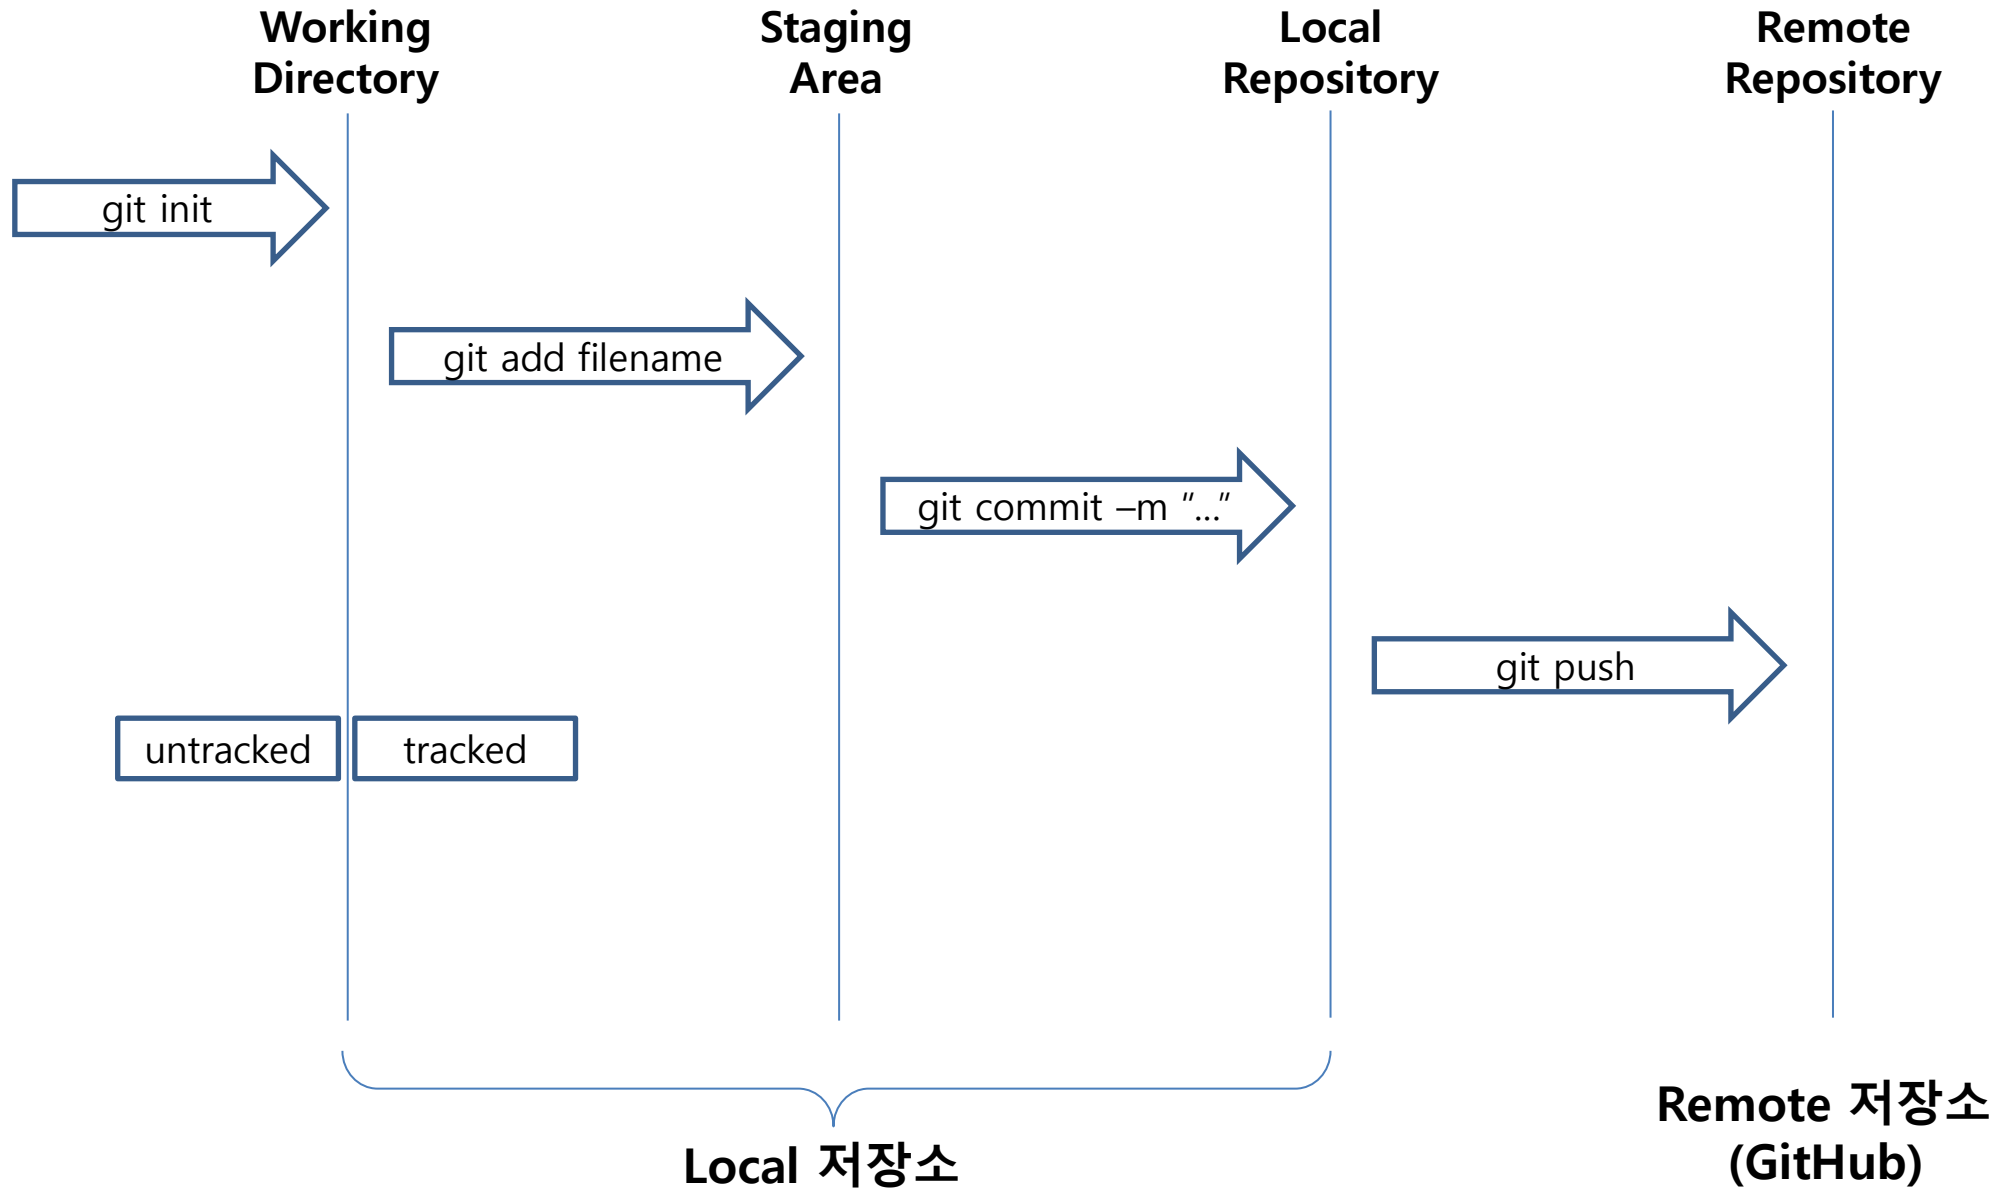 Working
Directory
Staging
Area
Local
Repository
Remote
Repository
git init
git add filename
git commit –m "..."
git push
untracked
tracked
Local 저장소
Remote 저장소
(GitHub)